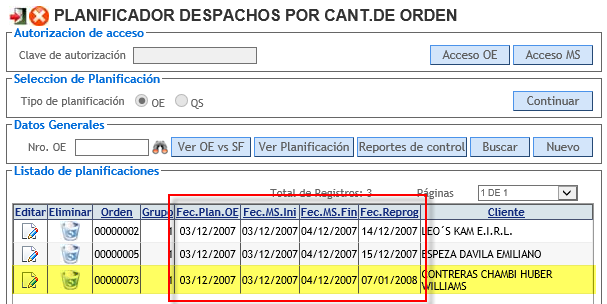 PLANIFICADOR DESPACHOS POR CANT.DE ORDEN
Autorizacion de acceso
Clave de autorización Acceso OE Acceso MS
Seleccion de Planificación
Tipo de planificación OE QS Continuar
Datos Generales
Nro. OE Ver OE vs SF Ver Planificación Reportes de control Buscar Nuevo
Listado de planificaciones
Total de Registros: 3 Páginas 1 DE 1
Editar Eliminar Orden Grupo Fec.Plan.OE Fec.MS.Ini Fec.MS.Fin Fec.Reprog Cliente
00000002 1 03/12/2007 03/12/2007 04/12/2007 14/12/2007 LEO´S KAM E.I.R.L.
00000005 1 03/12/2007 03/12/2007 04/12/2007 15/12/2007 ESPEZA DAVILA EMILIANO
00000073 1 03/12/2007 03/12/2007 04/12/2007 07/01/2008 CONTRERAS CHAMBI HUBER
WILLIAMS